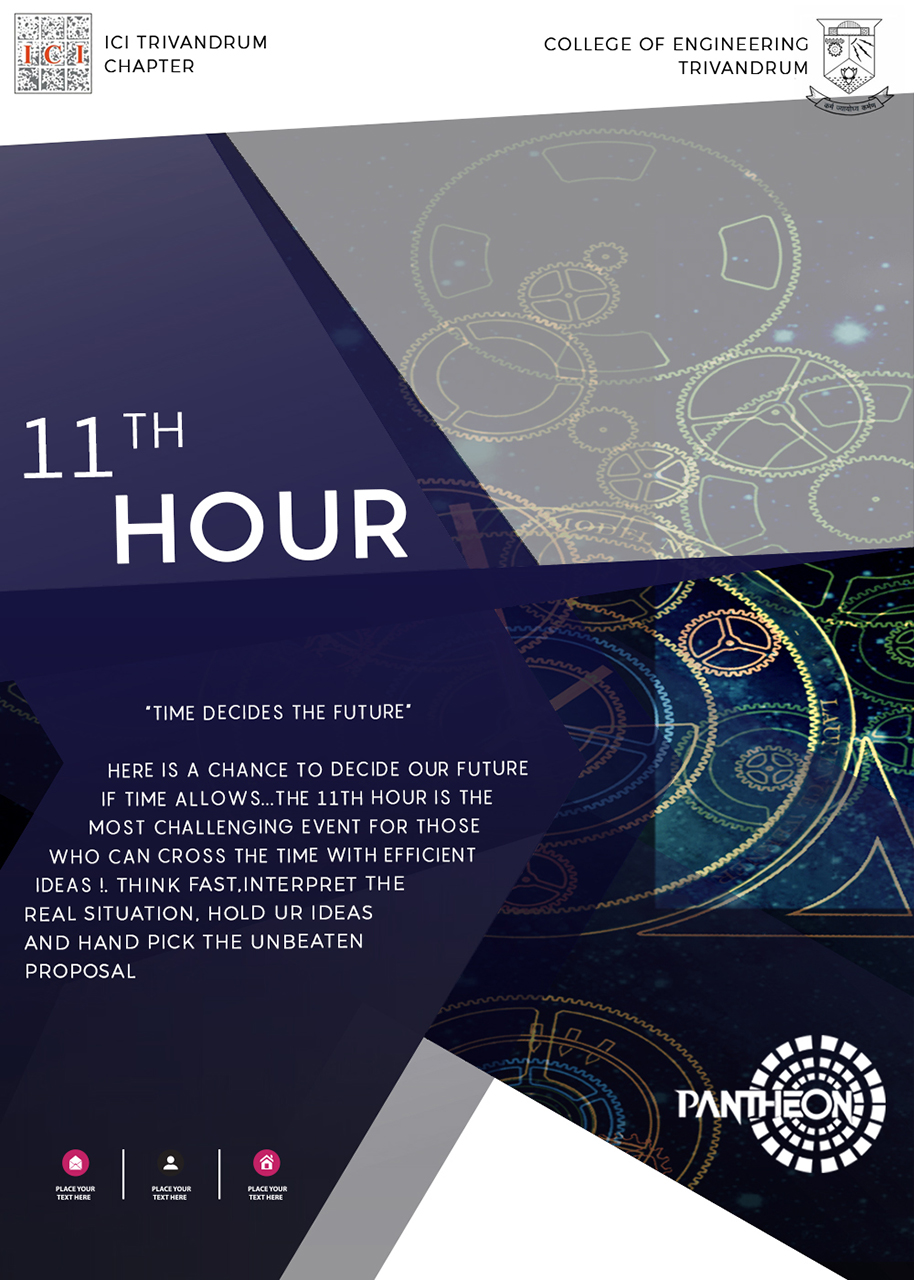 ICI
ICI TRIVANDRUM
CHAPTER
COLLEGE OF ENGINEERING
TRIVANDRUM
11TH
HOUR
"TIME DECIDES THE FUTURE"
HERE IS A CHANCE TO DECIDE OUR FUTURE
IF TIME ALLOWS...THE 11TH HOUR IS THE
MOST CHALLENGING EVENT FOR THOSE
WHO CAN CROSS THE TIME WITH EFFICIENT
IDEAS !. THINK FAST,INTERPRET THE
REAL SITUATION, HOLD UR IDEAS
AND HAND PICK THE UNBEATEN
PROPOSAL
PANTHEON
PLACE YOUR
TEXT HERE
PLACE YOUR
TEXT HERE
PLACE YOUR
TEXT HERE